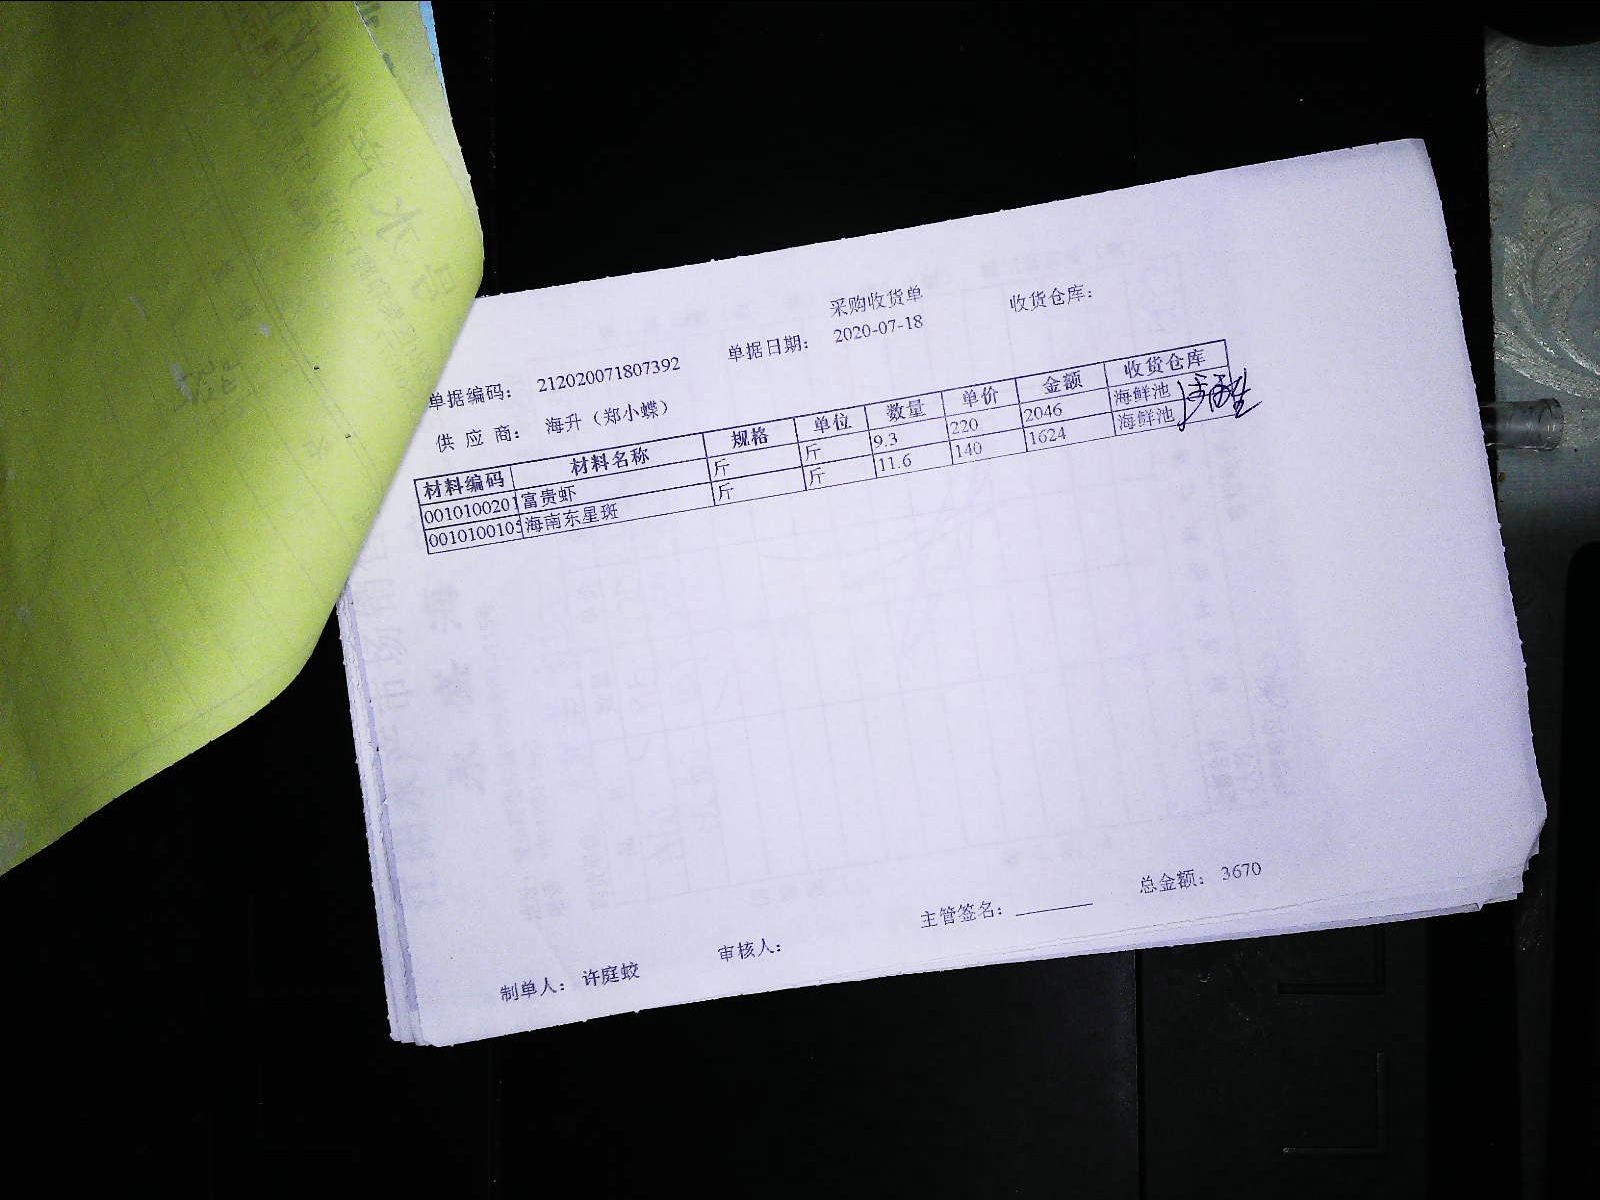 采购收货单
单据编码： 212020071807392 单据日期： 2020-07-18 收货仓库：
供 应 商： 海升（郑小蝶）
材料编码 材料名称 规格 单位 数量 单价 金额 收货仓库
0010100201 富贵虾 斤 斤 9.3 220 2046 海鲜池
001010010 海南东星斑 斤 斤 11.6 140 1624 海鲜池
总金额： 3670
制单人： 许庭蛟 审核人： 主管签名：